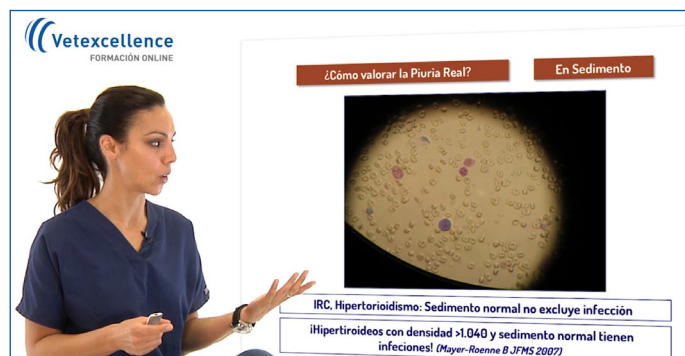 Vetexcellence
FORMACIÓN ONLINE
¿Cómo valorar la Piuria Real?
En Sedimento
IRC, Hipertorioidismo: Sedimento normal no excluye infección
¡Hipertiroideos con densidad >1.040 y sedimento normal tienen
infeciones! (Mayer-Roenne B JFMS 2007)